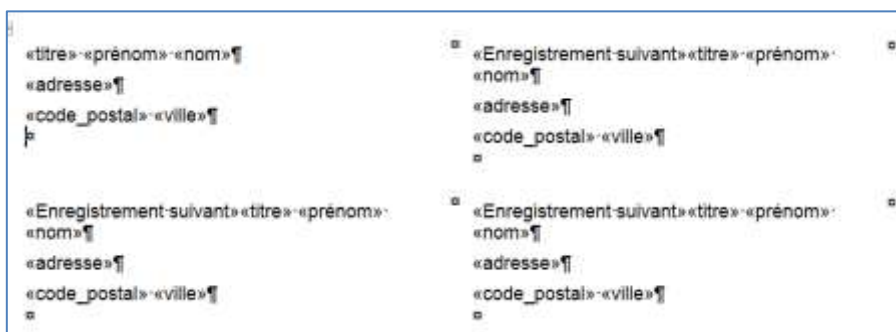 «titre»·«prénom»·«nom»¶
«adresse»¶
«code_postal»·«ville»¶
¤
¤
«Enregistrement·suivant»«titre»·«prénom»·
«nom»¶
«adresse»¶
«code_postal»·«ville»¶
¤
¤
«Enregistrement·suivant»«titre»·«prénom»·
«nom»¶
«adresse»¶
«code_postal»·«ville»¶
¤
¤
«Enregistrement·suivant»«titre»·«prénom»·
«nom»¶
«adresse»¶
«code_postal»·«ville»¶
¤
¤